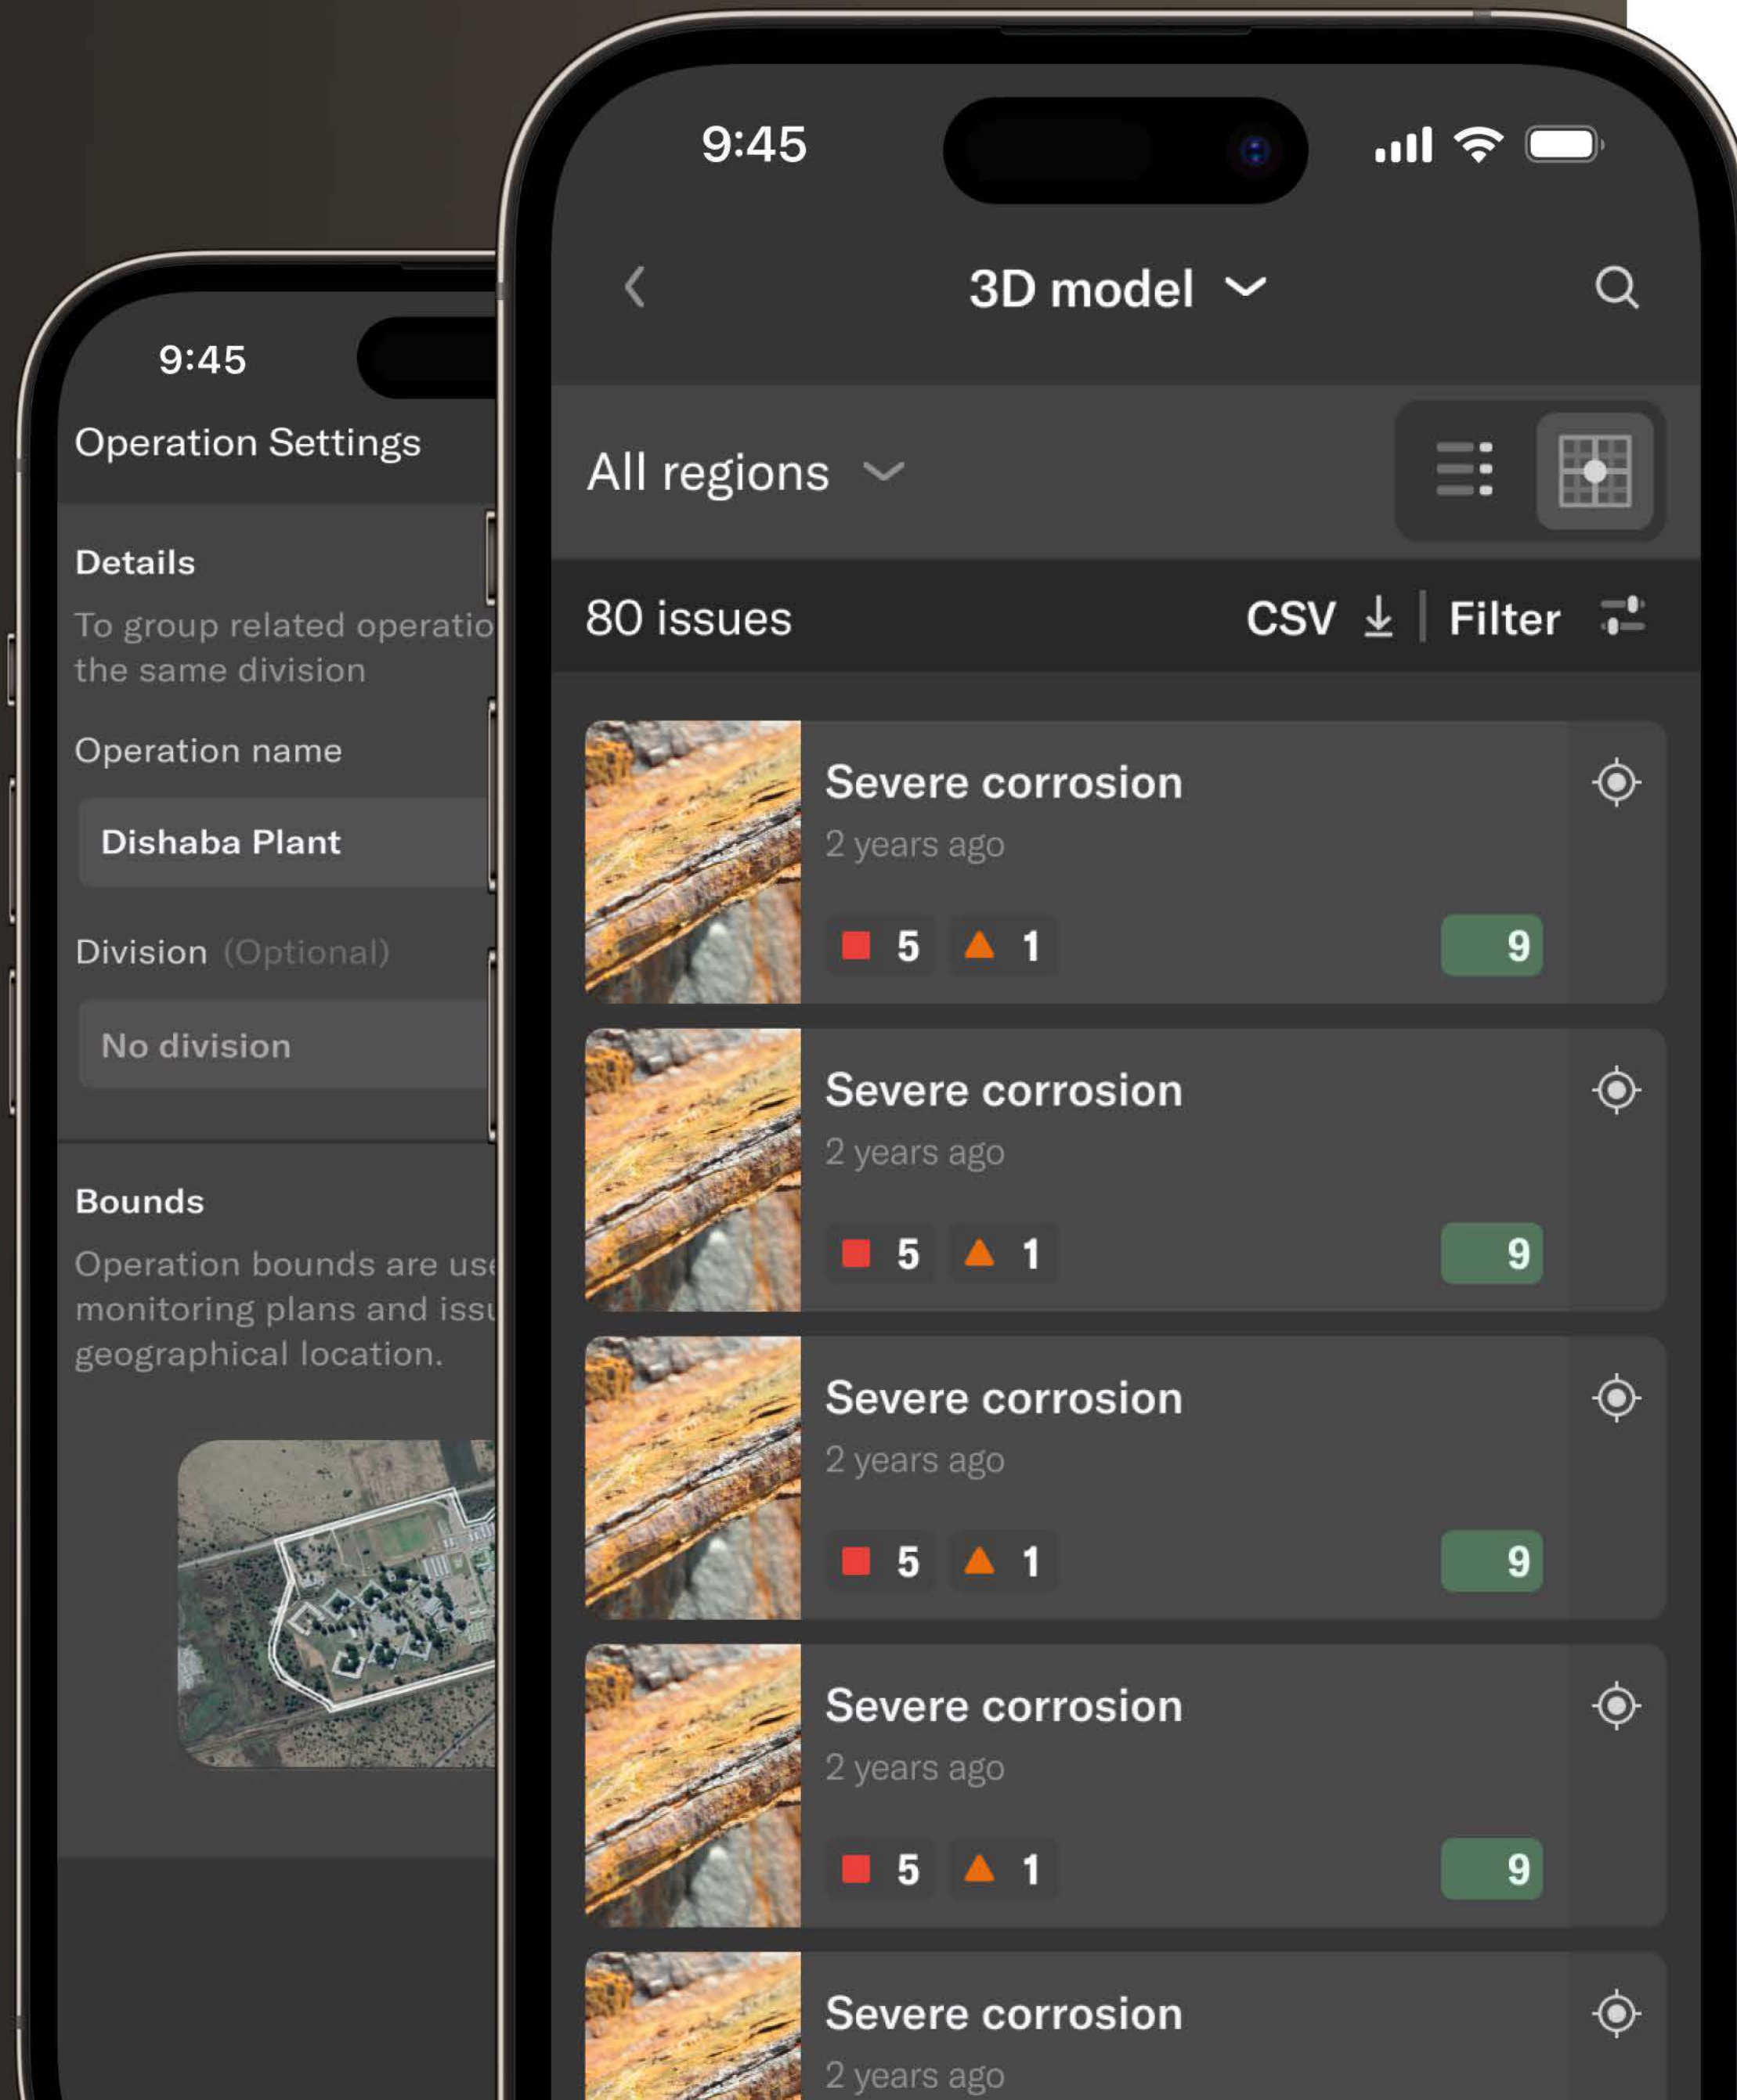 9:45
Operation Settings
Details
To group related operatio
the same division
Operation name
Dishaba Plant
Division (Optional)
No division
Bounds
Operation bounds are use
monitoring plans and issu
geographical location.
9:45
3D model
All regions
80 issues
CSV
Filter
Severe corrosion
2 years ago
5 1 9
Severe corrosion
2 years ago
5 1 9
Severe corrosion
2 years ago
5 1 9
Severe corrosion
2 years ago
5 1 9
Severe corrosion
2 years ago